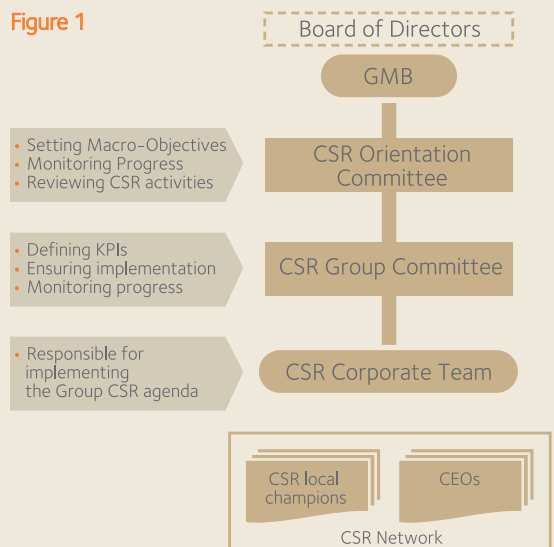 Figure 1
Board of Directors
GMB
• Setting Macro-Objectives
• Monitoring Progress
• Reviewing CSR activities
CSR Orientation
Committee
• Defining KPIs
• Ensuring implementation
• Monitoring progress
CSR Group Committee
• Responsible for
implementing
the Group CSR agenda
CSR Corporate Team
CSR local
champions
CEOs
CSR Network